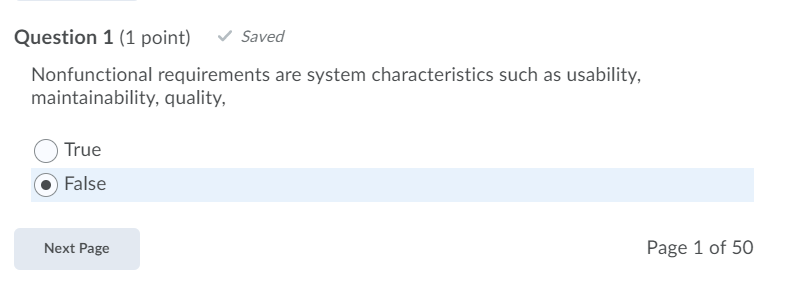 Question 1 (1 point) Saved
Nonfunctional requirements are system characteristics such as usability,
maintainability, quality,
True
False
Next Page Page 1 of 50